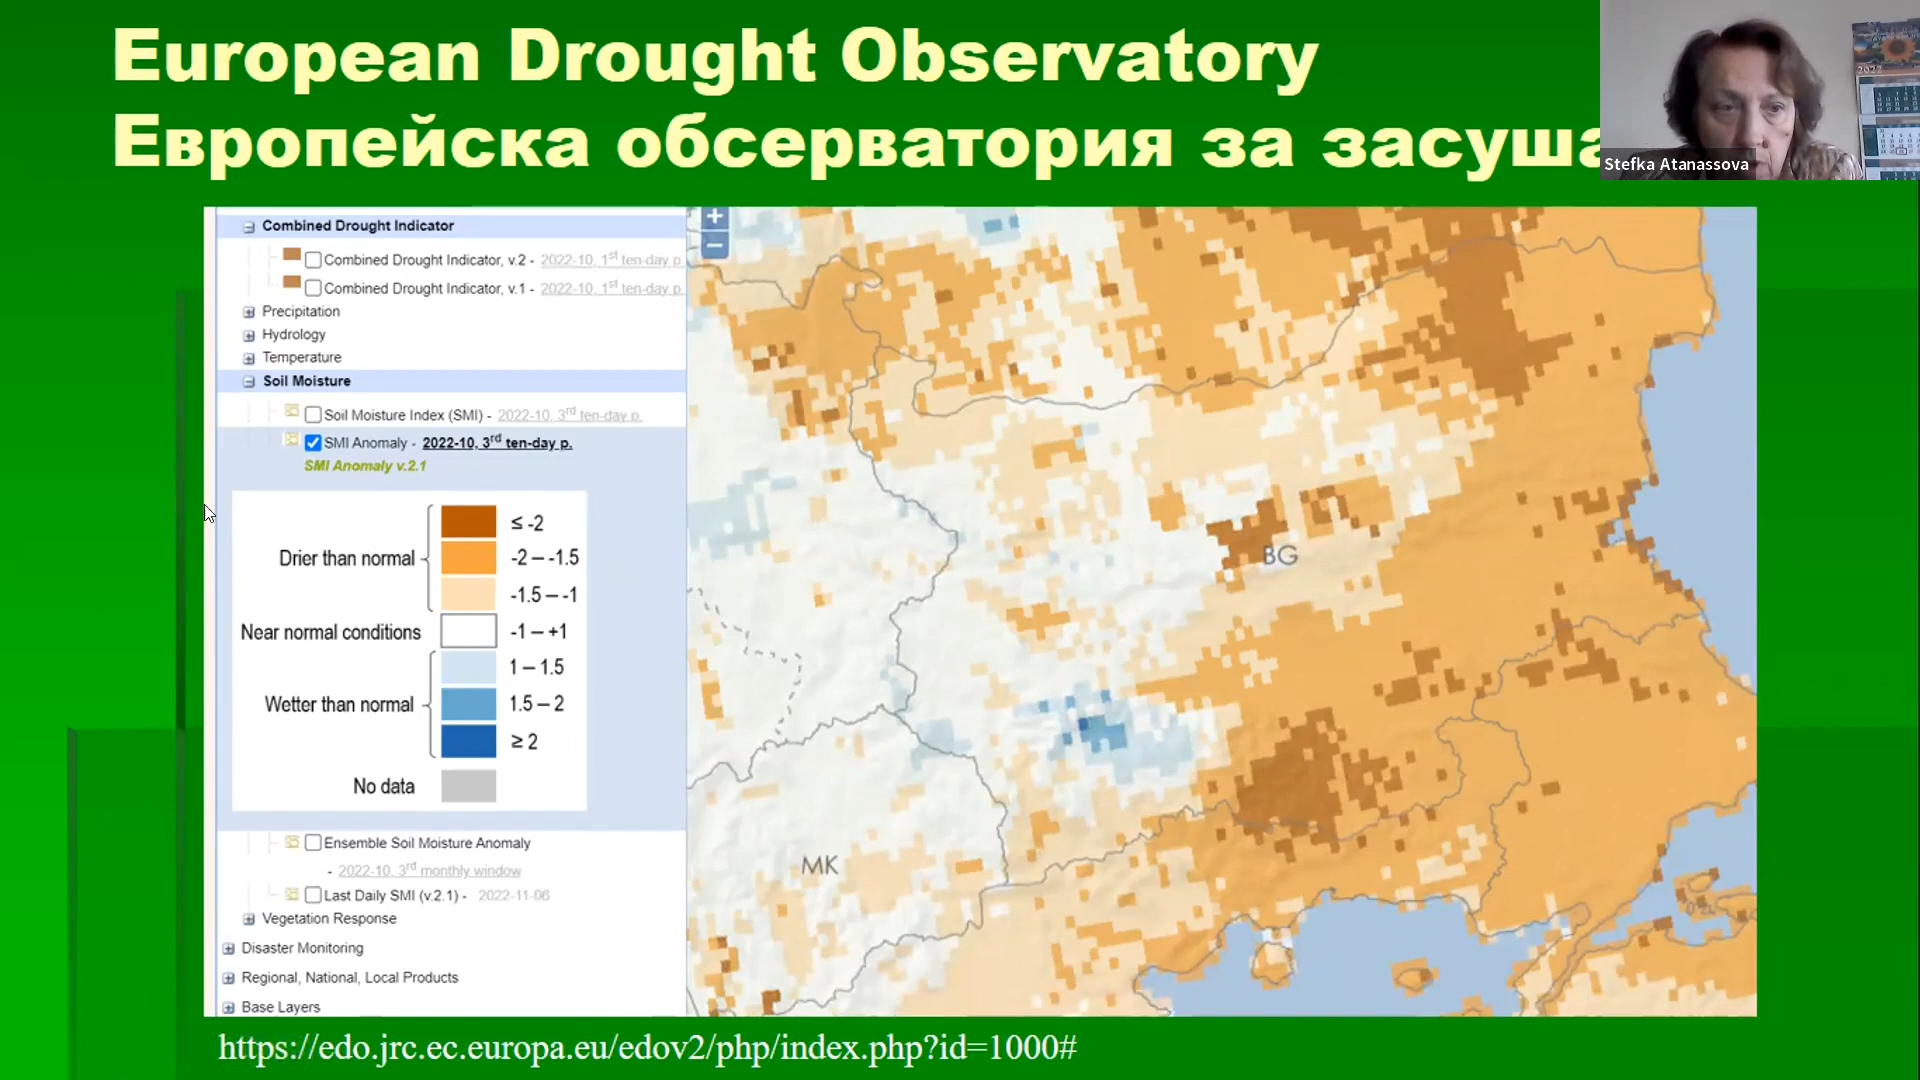 European Drought Observatory
Европейска обсерватория за засуша
2022
Stefka Atanassova
Combined Drought Indicator
Combined Drought Indicator, v.2 - 2022-10, 1st ten-day p.
Combined Drought Indicator, v.1 - 2022-10, 1st ten-day p.
Precipitation
Hydrology
Temperature
Soil Moisture
Soil Moisture Index (SMI) - 2022-10, 3rd ten-day p.
SMI Anomaly - 2022-10, 3rd ten-day p.
SMI Anomaly v.2.1
≤ -2
Drier than normal -2 – -1.5
-1.5 – -1
Near normal conditions -1 – +1
1 – 1.5
Wetter than normal 1.5 – 2
≥ 2
No data
Ensemble Soil Moisture Anomaly
- 2022-10, 3rd monthly window
Last Daily SMI (v.2.1) - 2022-11-06
Vegetation Response
Disaster Monitoring
Regional, National, Local Products
Base Layers
+
−
BG
MK
https://edo.jrc.ec.europa.eu/edov2/php/index.php?id=1000#